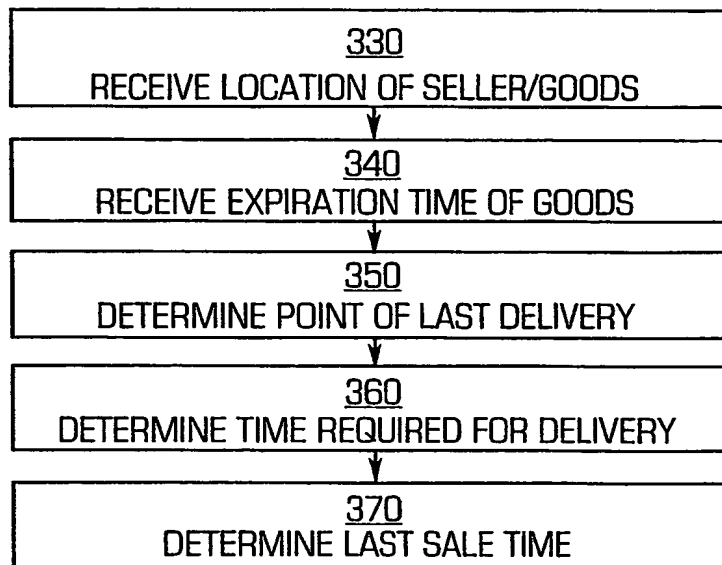 330
RECEIVE LOCATION OF SELLER/GOODS
340
RECEIVE EXPIRATION TIME OF GOODS
350
DETERMINE POINT OF LAST DELIVERY
360
DETERMINE TIME REQUIRED FOR DELIVERY
370
DETERMINE LAST SALE TIME